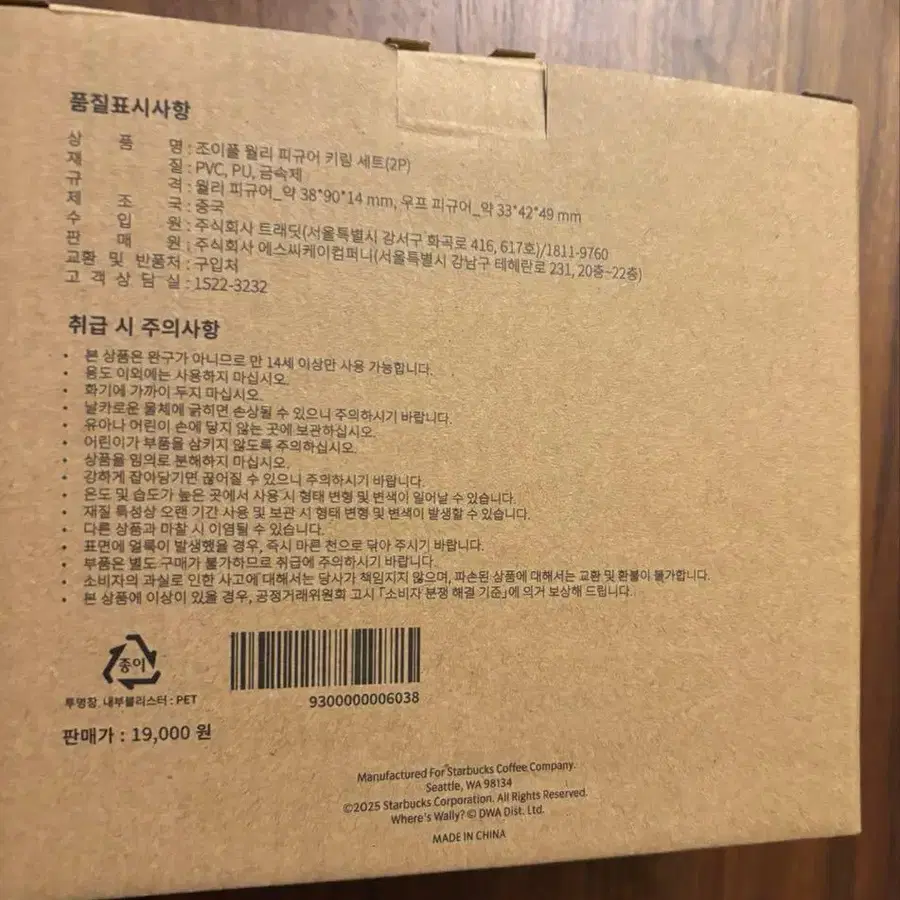 품질표시사항
상 품 명 : 조이풀 월리 피규어 키링 세트(2P)
재 질 : PVC, PU, 금속제
규 격 : 월리 피규어_약 38*90*14 mm, 우프 피규어_약 33*42*49 mm
제 조 국 : 중국
수 입 원 : 주식회사 트래딧(서울특별시 강서구 화곡로 416, 617호)/1811-9760
판 매 원 : 주식회사 에스씨케이컴퍼니(서울특별시 강남구 테헤란로 231, 20층~22층)
교환 및 반품처 : 구입처
고 객 상 담 실 : 1522-3232
취급 시 주의사항
• 본 상품은 완구가 아니므로 만 14세 이상만 사용 가능합니다.
• 용도 이외에는 사용하지 마십시오.
• 화기에 가까이 두지 마십시오.
• 날카로운 물체에 긁히면 손상될 수 있으니 주의하시기 바랍니다.
• 유아나 어린이 손에 닿지 않는 곳에 보관하십시오.
• 어린이가 부품을 삼키지 않도록 주의하십시오.
• 상품을 임의로 분해하지 마십시오.
• 강하게 잡아당기면 끊어질 수 있으니 주의하시기 바랍니다.
• 온도 및 습도가 높은 곳에서 사용 시 형태 변형 및 변색이 일어날 수 있습니다.
• 재질 특성상 오랜 기간 사용 및 보관 시 형태 변형 및 변색이 발생할 수 있습니다.
• 다른 상품과 마찰 시 이염될 수 있습니다.
• 표면에 얼룩이 발생했을 경우, 즉시 마른 천으로 닦아 주시기 바랍니다.
• 부품은 별도 구매가 불가하므로 취급에 주의하시기 바랍니다.
• 소비자의 과실로 인한 사고에 대해서는 당사가 책임지지 않으며, 파손된 상품에 대해서는 교환 및 환불이 불가합니다.
• 본 상품에 이상이 있을 경우, 공정거래위원회 고시 「소비자 분쟁 해결 기준」에 의거 보상해 드립니다.
종이
투명창, 내부블리스터 : PET
9300000006038
판매가 : 19,000 원
Manufactured For Starbucks Coffee Company.
Seattle, WA 98134
©2025 Starbucks Corporation. All Rights Reserved.
Where's Wally? © DWA Dist. Ltd.
MADE IN CHINA